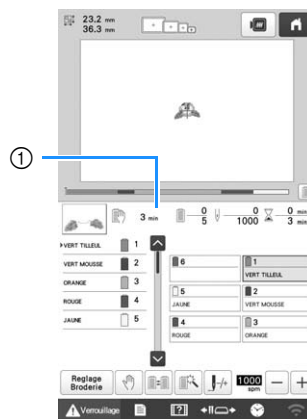 23.2 mm
36.3 mm
1
3 min
0
5
0
1000
0 min
3 min
VERT TILLEUL 1
VERT MOUSSE 2
ORANGE 3
ROUGE 4
JAUNE 5
6
1
VERT TILLEUL
5
JAUNE
2
VERT MOUSSE
4
ROUGE
3
ORANGE
Reglage
Broderie
1000
spm
− +
Verrouillage
?